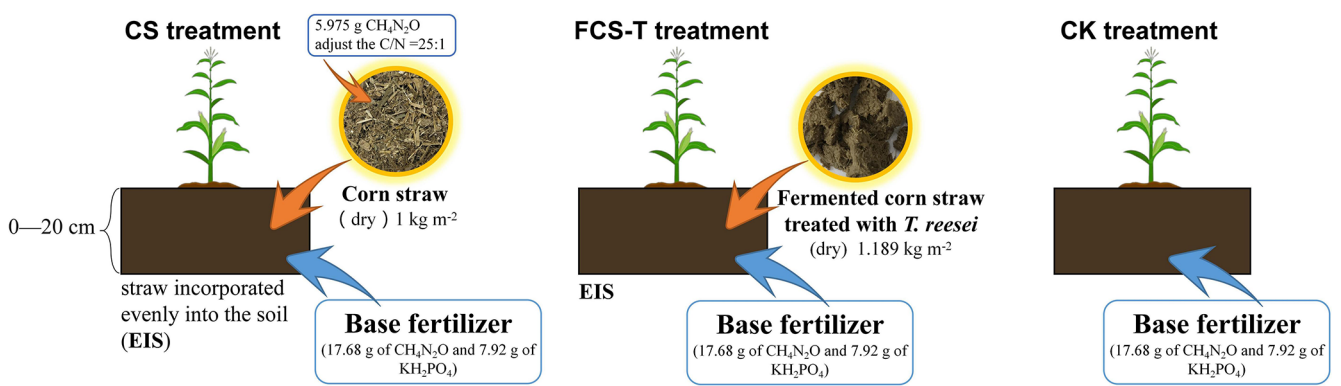 CS treatment
5.975 g CH₄N₂O
adjust the C/N =25:1
Corn straw
( dry ) 1 kg m⁻²
0—20 cm
straw incorporated
evenly into the soil
(EIS)
Base fertilizer
(17.68 g of CH₄N₂O and 7.92 g of
KH₂PO₄)
FCS-T treatment
Fermented corn straw
treated with T. reesei
(dry) 1.189 kg m⁻²
EIS
Base fertilizer
(17.68 g of CH₄N₂O and 7.92 g of
KH₂PO₄)
CK treatment
Base fertilizer
(17.68 g of CH₄N₂O and 7.92 g of
KH₂PO₄)